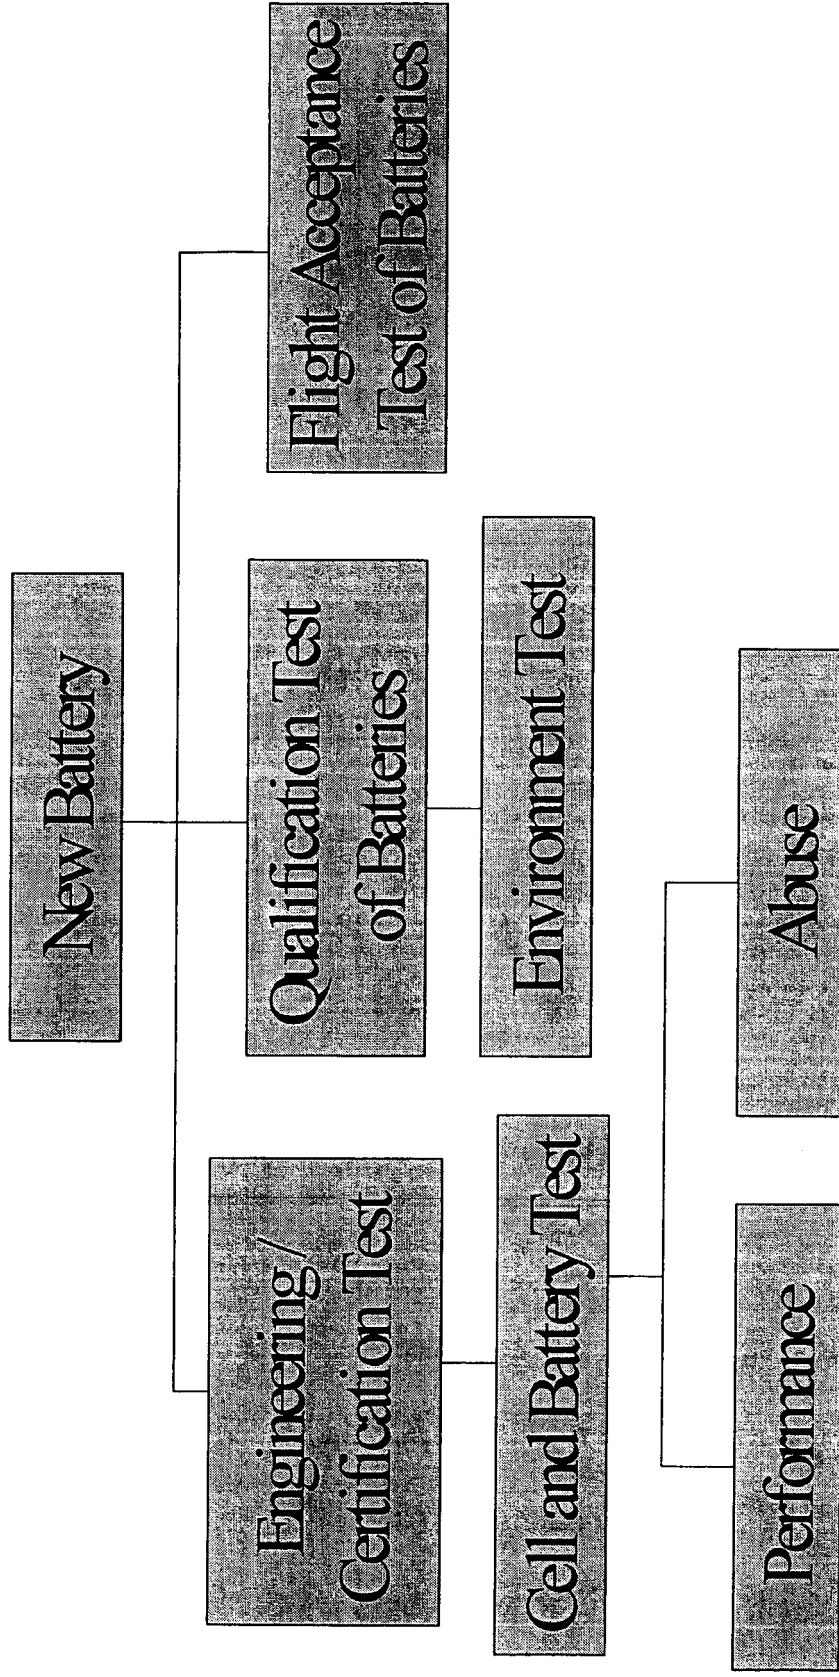 New Battery
Engineering/
Certification Test
Qualification Test
of Batteries
Flight Acceptance
Test of Batteries
Cell and Battery Test
Environment Test
Performance
Abuse